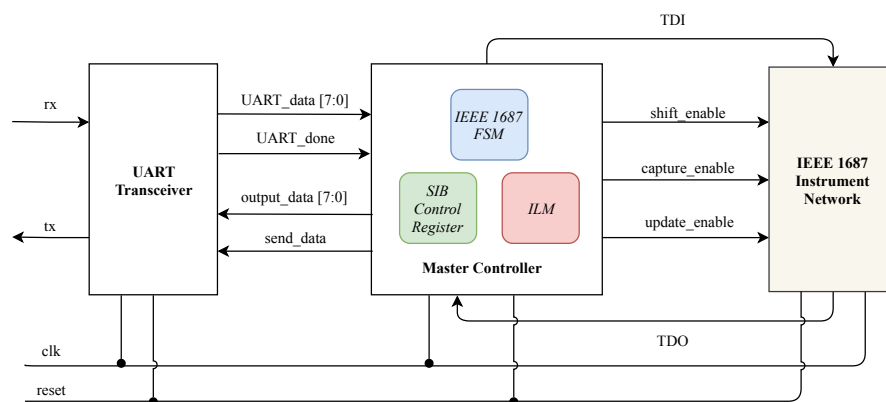 TDI
rx
UART_data [7:0]
UART_done
UART
Transceiver
output_data [7:0]
send_data
tx
IEEE 1687
FSM
SIB
Control
Register
ILM
Master Controller
shift_enable
capture_enable
update_enable
IEEE 1687
Instrument
Network
TDO
clk
reset